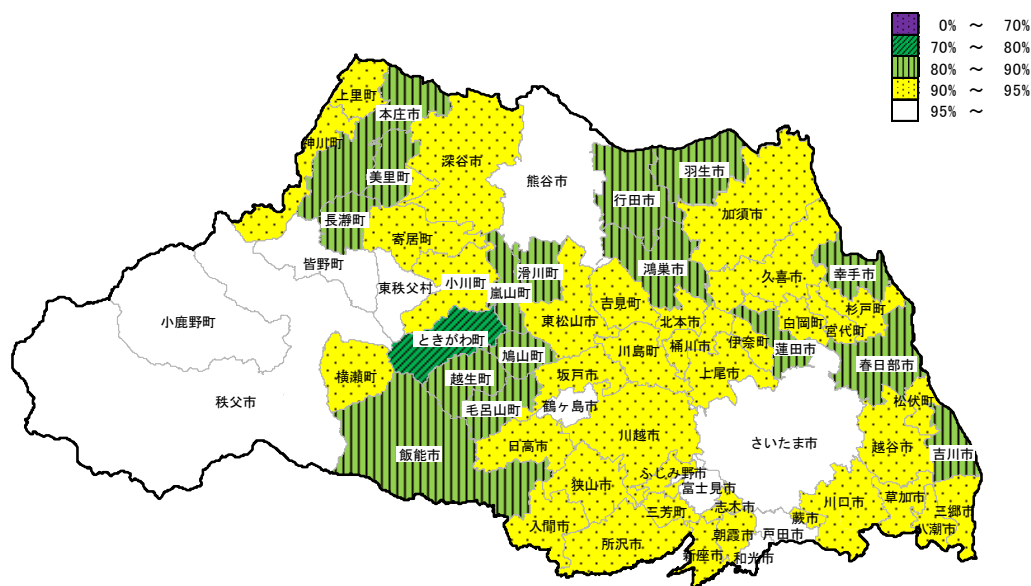 0% ～ 70%
70% ～ 80%
80% ～ 90%
90% ～ 95%
95% ～
上里町
本庄市
神川町
深谷市
美里町
熊谷市
羽生市
行田市
長瀞町
加須市
寄居町
皆野町
滑川町
鴻巣市
久喜市
幸手市
東秩父村
小川町
嵐山町
吉見町
杉戸町
小鹿野町
東松山市
北本市
白岡町
宮代町
ときがわ町
川島町
桶川市
伊奈町
蓮田市
鳩山町
春日部市
横瀬町
越生町
坂戸市
上尾市
秩父市
毛呂山町
鶴ヶ島市
松伏町
日高市
川越市
さいたま市
越谷市
吉川市
飯能市
ふじみ野市
狭山市
富士見市
三芳町
志木市
川口市
草加市
三郷市
入間市
蕨市
八潮市
所沢市
朝霞市
戸田市
新座市
和光市